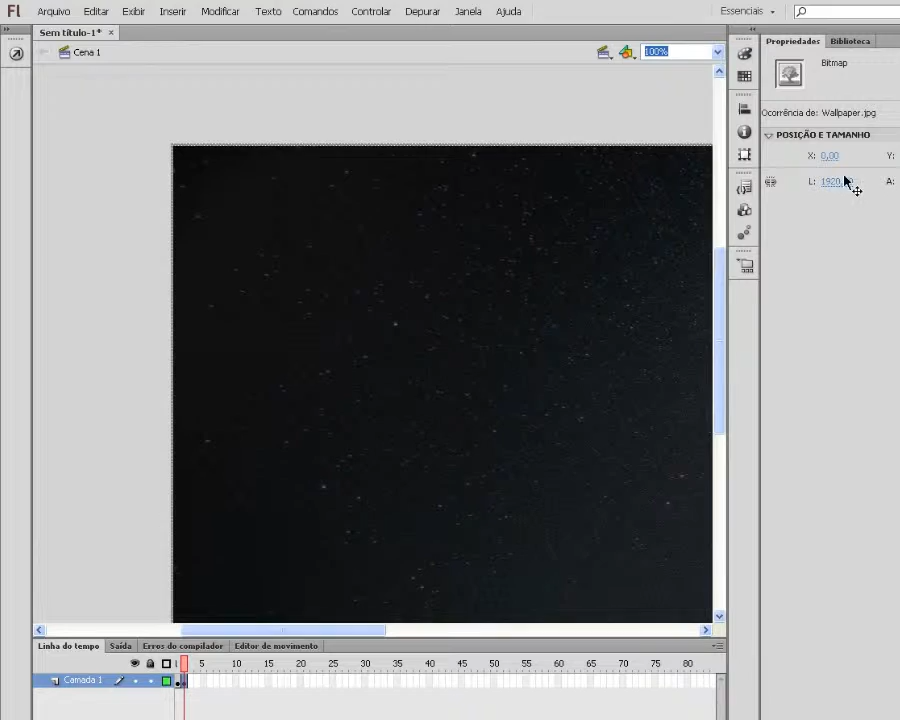 Fl Arquivo Editar Exibir Inserir Modificar Texto Comandos Controlar Depurar Janela Ajuda Essenciais
Sem título-1* ×
Cena 1 100%
Propriedades Biblioteca
Bitmap
Ocorrência de: Wallpaper.jpg
POSIÇÃO E TAMANHO
X: 0,00 Y:
L: A:
Linha do tempo Saída Erros do compilador Editor de movimento
1 5 10 15 20 25 30 35 40 45 50 55 60 65 70 75 80
Camada 1